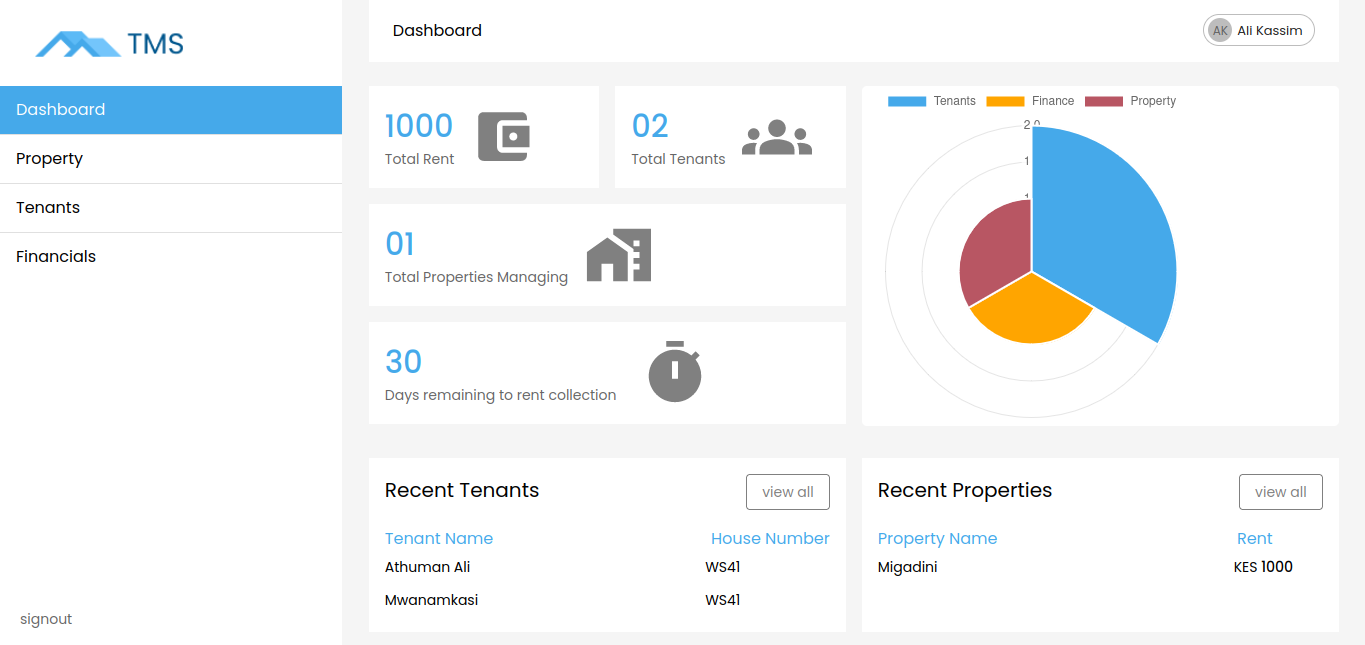 TMS
Dashboard
Property
Tenants
Financials
signout
Dashboard
AK Ali Kassim
1000
Total Rent
02
Total Tenants
01
Total Properties Managing
30
Days remaining to rent collection
Tenants Finance Property
2.0
1
1
Recent Tenants view all
Tenant Name House Number
Athuman Ali WS41
Mwanamkasi WS41
Recent Properties view all
Property Name Rent
Migadini KES 1000